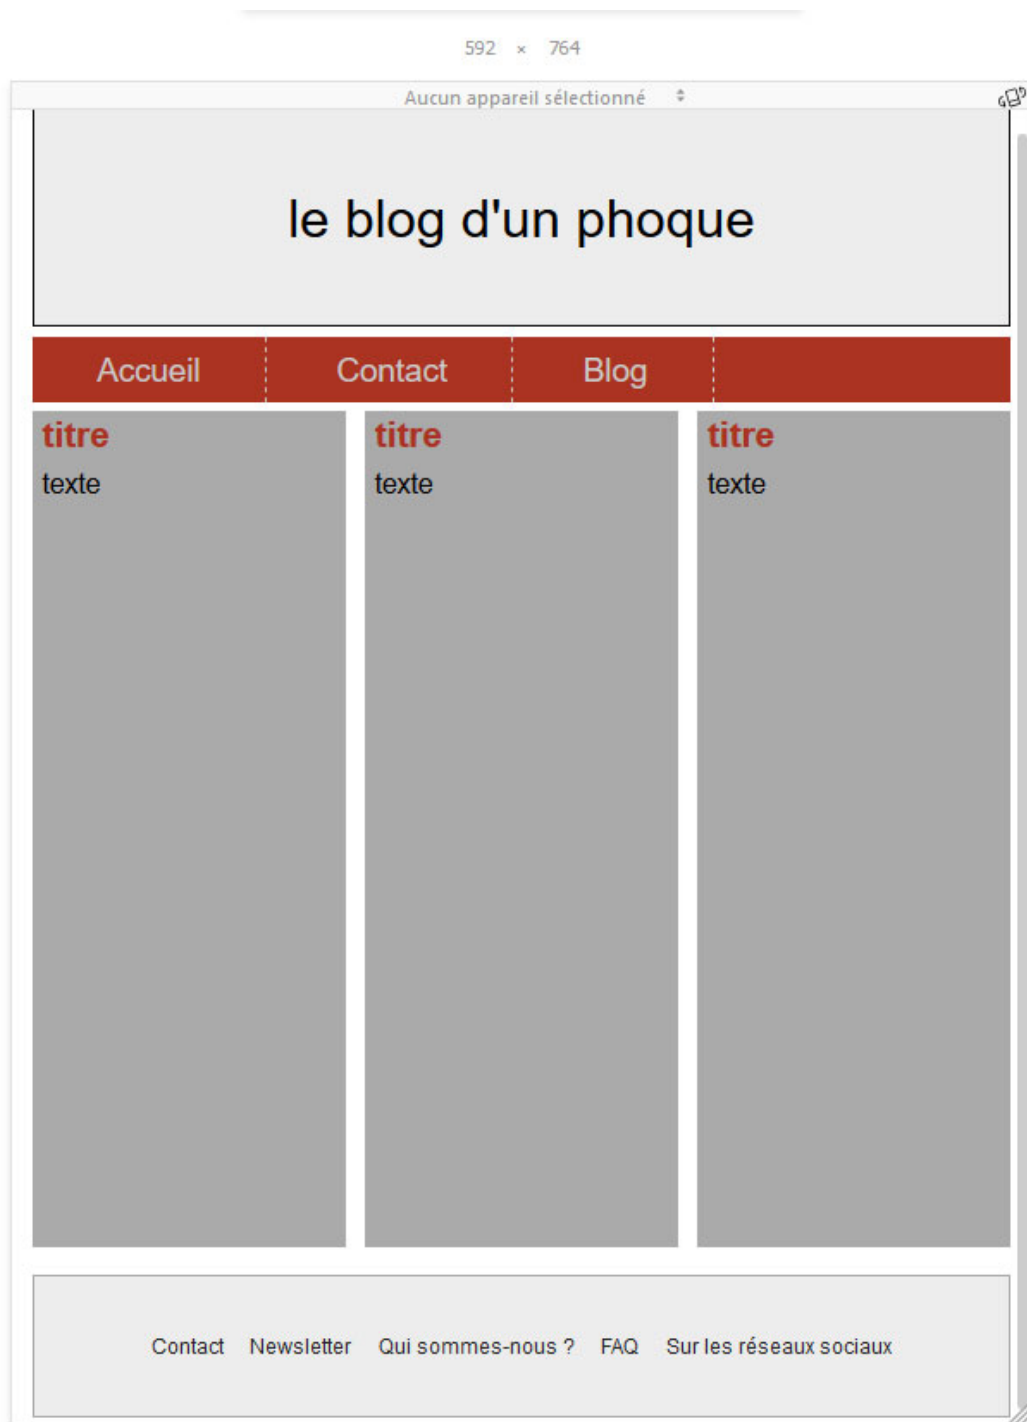 592 × 764
Aucun appareil sélectionné
le blog d'un phoque
Accueil Contact Blog
titre titre titre
texte texte texte
Contact Newsletter Qui sommes-nous ? FAQ Sur les réseaux sociaux